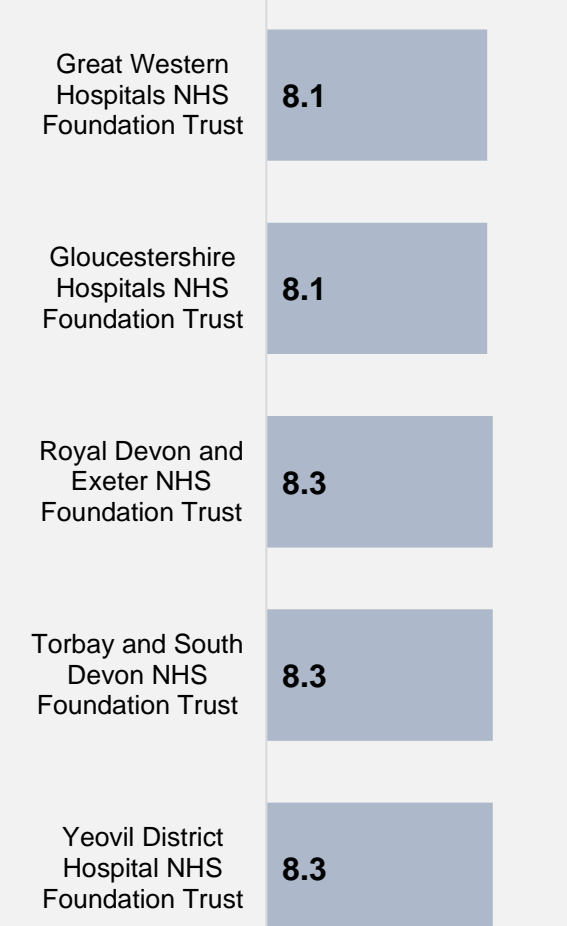 Great Western
Hospitals NHS
Foundation Trust
8.1
Gloucestershire
Hospitals NHS
Foundation Trust
8.1
Royal Devon and
Exeter NHS
Foundation Trust
8.3
Torbay and South
Devon NHS
Foundation Trust
8.3
Yeovil District
Hospital NHS
Foundation Trust
8.3